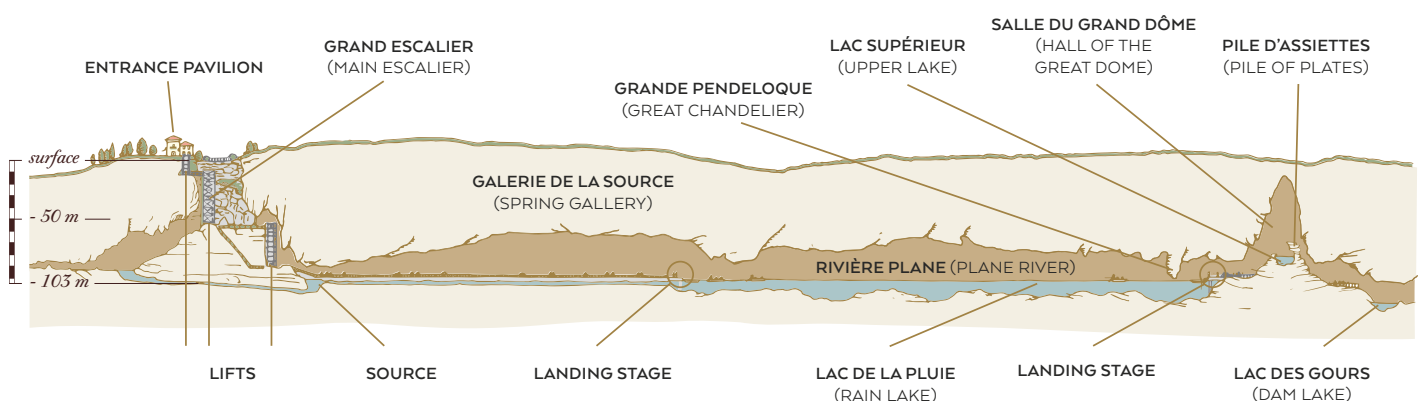 SALLE DU GRAND DÔME
(HALL OF THE
GREAT DOME)
GRAND ESCALIER
(MAIN ESCALIER)
LAC SUPÉRIEUR
(UPPER LAKE)
PILE D'ASSIETTES
(PILE OF PLATES)
ENTRANCE PAVILION
GRANDE PENDELOQUE
(GREAT CHANDELIER)
surface
GALERIE DE LA SOURCE
(SPRING GALLERY)
- 50 m
RIVIÈRE PLANE (PLANE RIVER)
- 103 m
LIFTS
SOURCE
LANDING STAGE
LAC DE LA PLUIE
(RAIN LAKE)
LANDING STAGE
LAC DES GOURS
(DAM LAKE)